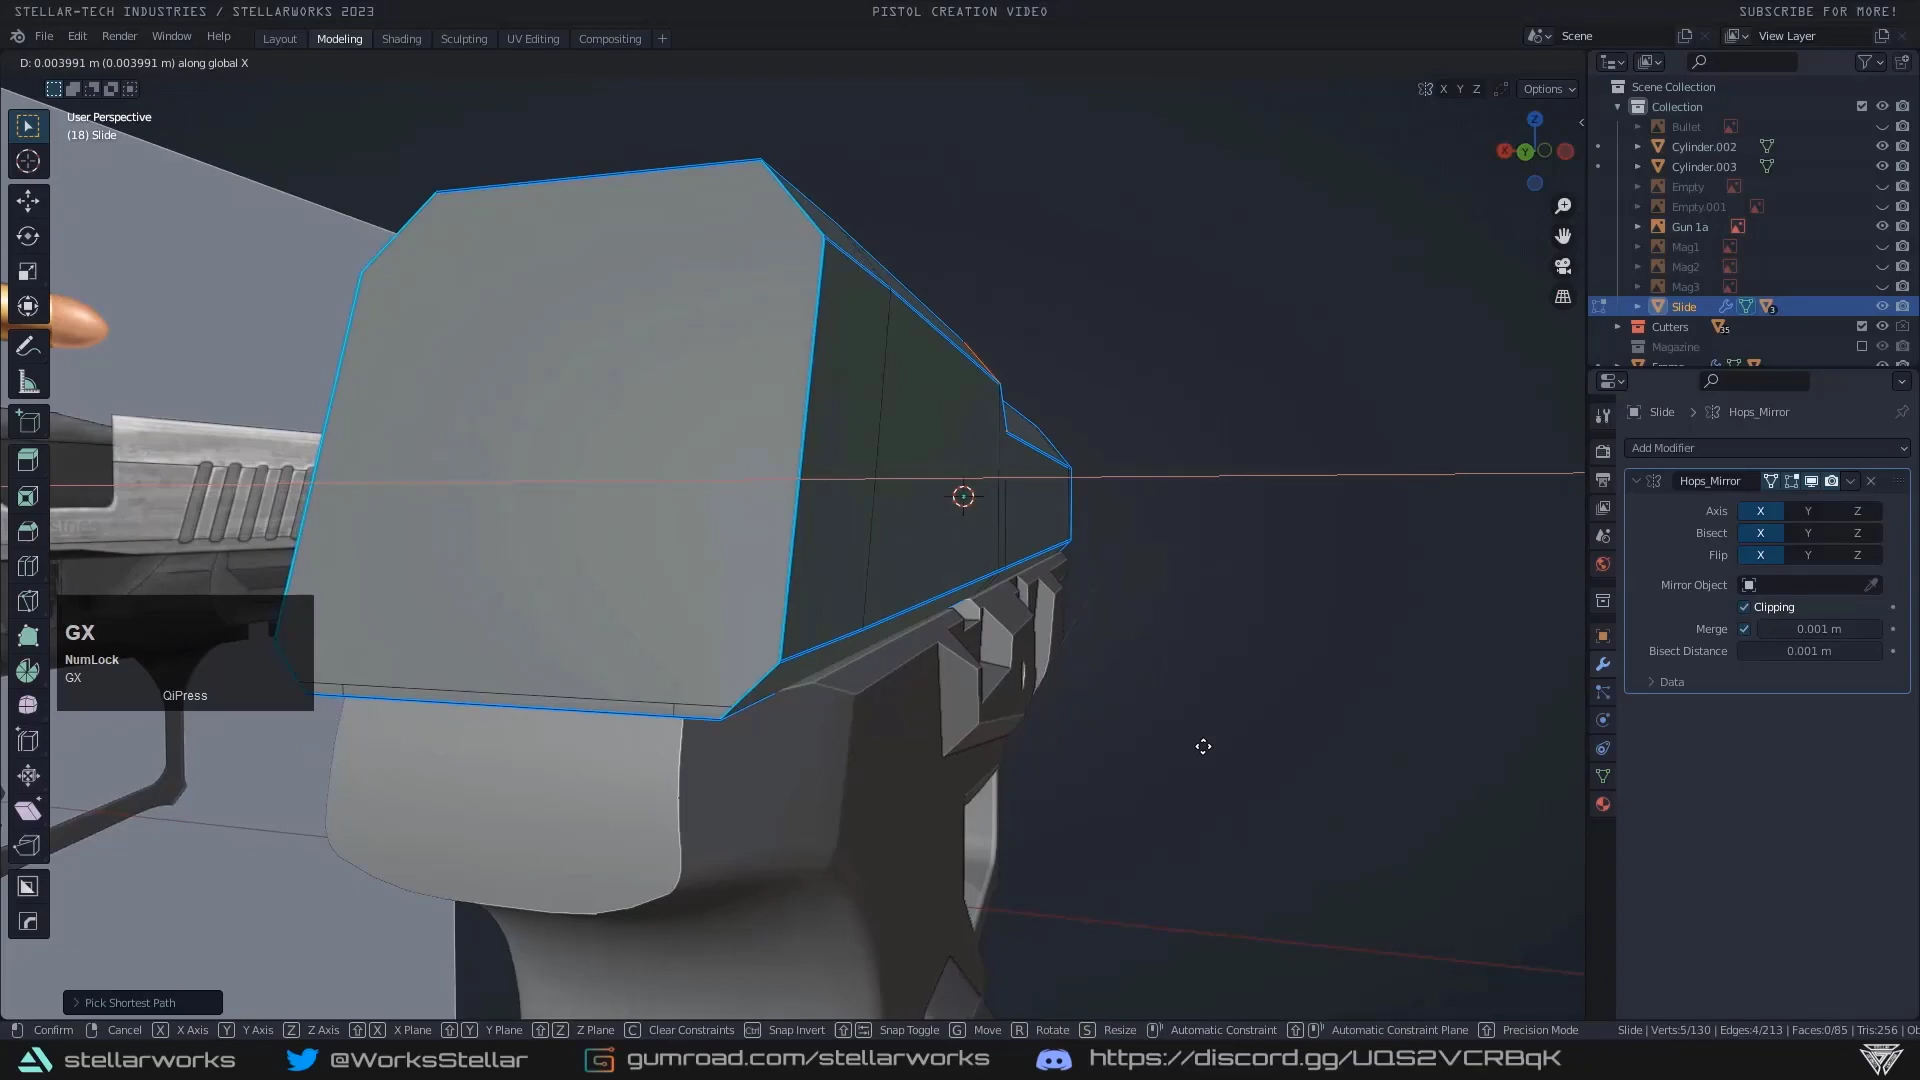 STELLAR-TECH INDUSTRIES / STELLARWORKS 2023
PISTOL CREATION VIDEO
SUBSCRIBE FOR MORE!
File Edit Render Window Help
Layout Modeling Shading Sculpting UV Editing Compositing +
Scene
View Layer
D: 0.003991 m (0.003991 m) along global X
X Y Z
Options
User Perspective
(18) Slide
Z
X
Y
Scene Collection
Collection
Bullet
Cylinder.002
Cylinder.003
Empty
Empty.001
Gun 1a
Mag1
Mag2
Mag3
Slide
3
Cutters
35
Magazine
Slide > Hops_Mirror
Add Modifier
Hops_Mirror
Axis X Y Z
Bisect X Y Z
Flip X Y Z
Mirror Object
Clipping
Merge 0.001 m
Bisect Distance 0.001 m
Data
GX
NumLock
GX
QiPress
Pick Shortest Path
Confirm Cancel X X Axis Y Y Axis Z Z Axis X X Plane Y Y Plane Z Z Plane C Clear Constraints Ctrl Snap Invert Snap Toggle G Move R Rotate S Resize Automatic Constraint Automatic Constraint Plane Precision Mode
Slide | Verts:5/130 | Edges:4/213 | Faces:0/85 | Tris:256 | Ob
stellarworks
@WorksStellar
gumroad.com/stellarworks
https://discord.gg/UQS2VCRBqK